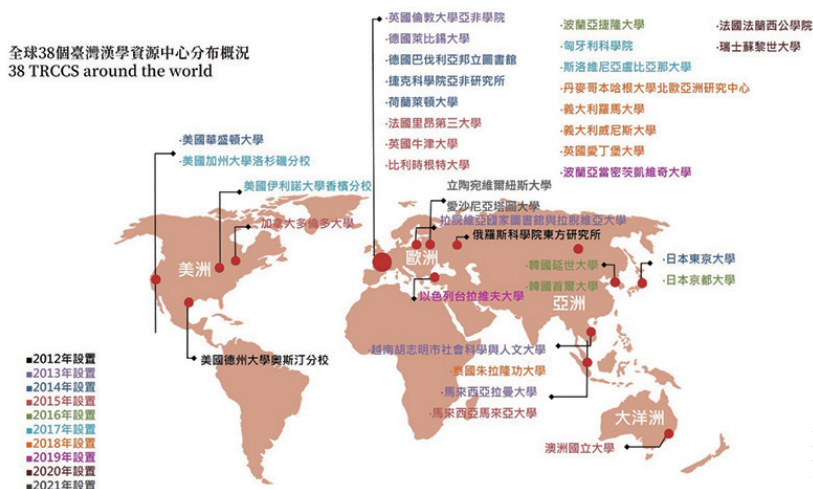 全球38個臺灣漢學資源中心分布概況
38 TRCCS around the world
·英國倫敦大學亞非學院
·德國萊比錫大學
·德國巴伐利亞邦立圖書館
·捷克科學院亞非研究所
·荷蘭萊頓大學
·法國里昂第三大學
·英國牛津大學
·比利時根特大學
·波蘭亞捷隆大學
·匈牙利科學院
·斯洛維尼亞盧比亞那大學
·丹麥哥本哈根大學北歐亞洲研究中心
·義大利羅馬大學
·義大利威尼斯大學
·英國愛丁堡大學
·波蘭亞當密茨凱維奇大學
·法國法蘭西公學院
·瑞士蘇黎世大學
·美國華盛頓大學
·美國加州大學洛杉磯分校
美國伊利諾大學香檳分校
·加拿大多倫多大學
立陶宛維爾紐斯大學
愛沙尼亞塔圖大學
拉脫維亞國家圖書館與拉脫維亞大學
俄羅斯科學院東方研究所
美洲
歐洲
·韓國延世大學
·韓國首爾大學
·日本東京大學
·日本京都大學
以色列台拉維夫大學
亞洲
美國德州大學奧斯汀分校
·越南胡志明市社會科學與人文大學
·泰國朱拉隆功大學
·馬來西亞拉曼大學
·馬來西亞馬來亞大學
大洋洲
澳洲國立大學
■2012年設置
■2013年設置
■2014年設置
■2015年設置
■2016年設置
■2017年設置
■2018年設置
■2019年設置
■2020年設置
■2021年設置